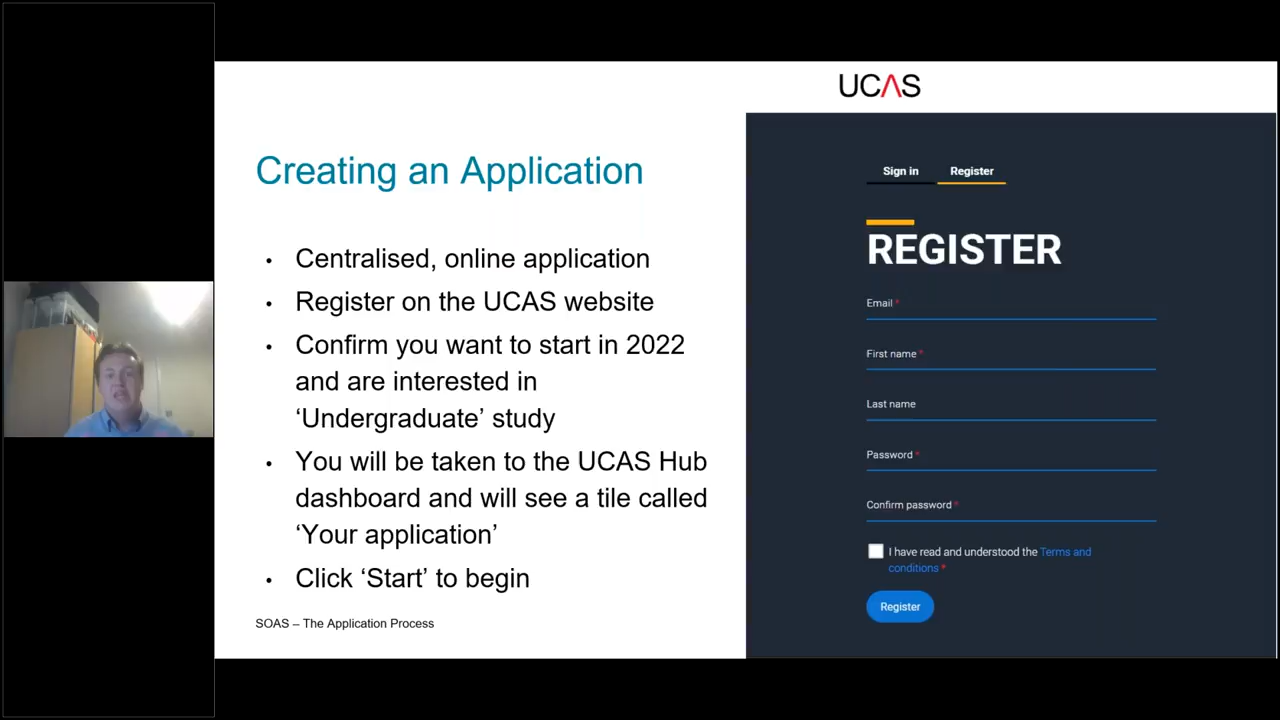 Creating an Application
• Centralised, online application
• Register on the UCAS website
• Confirm you want to start in 2022
and are interested in
‘Undergraduate’ study
• You will be taken to the UCAS Hub
dashboard and will see a tile called
‘Your application’
• Click ‘Start’ to begin
SOAS – The Application Process
UCAS
Sign in Register
REGISTER
Email *
First name *
Last name
Password *
Confirm password *
I have read and understood the Terms and
conditions *
Register